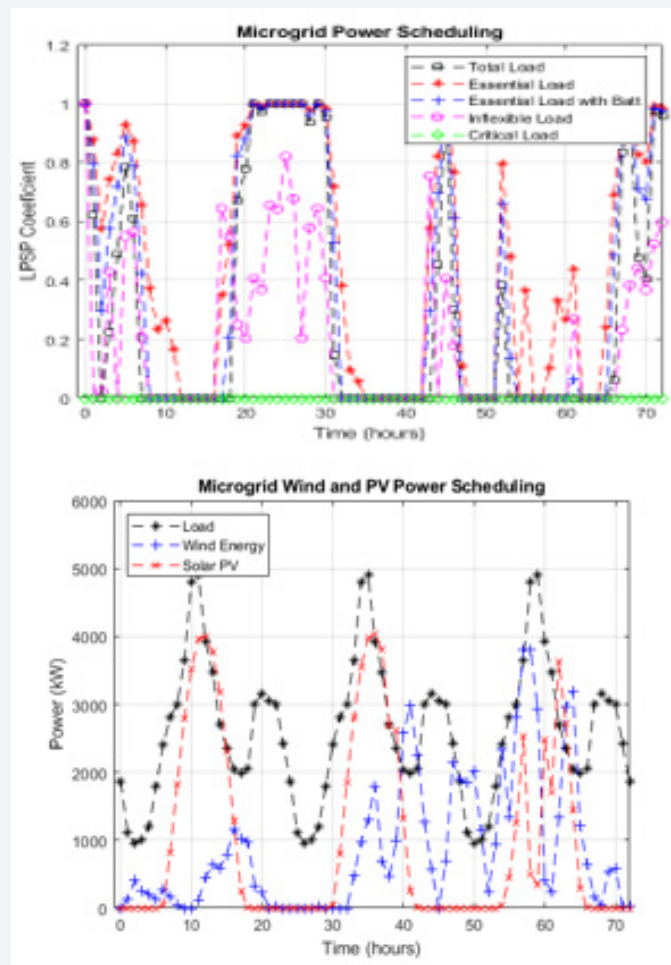 Microgrid Power Scheduling
1.2
1
0.8
0.6
0.4
0.2
0
LPSP Coeeficient
Total Load
Essential Load
Essential Load with Batt
Inflexible Load
Critical Load
0 10 20 30 40 50 60 70
Time (hours)
Microgrid Wind and PV Power Scheduling
6000
5000
4000
3000
2000
1000
0
Power (kW)
Load
Wind Energy
Solar PV
0 10 20 30 40 50 60 70
Time (hours)